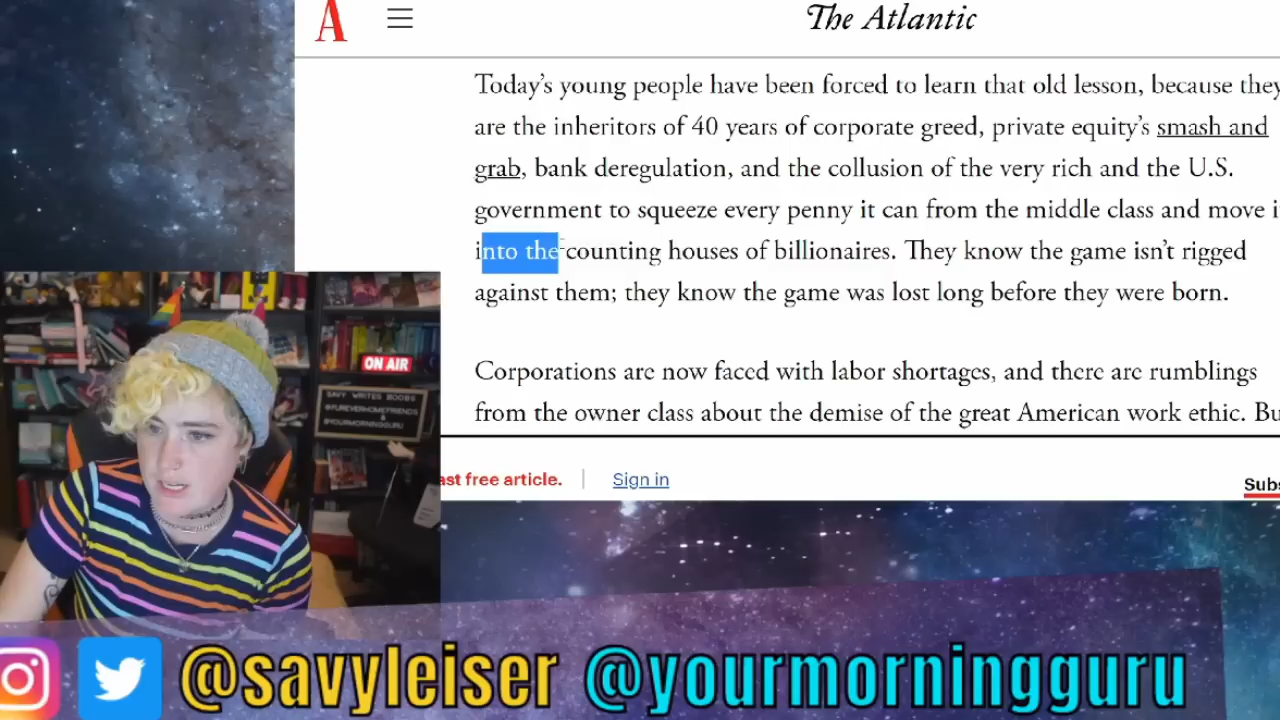 A
The Atlantic
Today's young people have been forced to learn that old lesson, because they
are the inheritors of 40 years of corporate greed, private equity's smash and
grab, bank deregulation, and the collusion of the very rich and the U.S.
government to squeeze every penny it can from the middle class and move i
into the counting houses of billionaires. They know the game isn't rigged
against them; they know the game was lost long before they were born.
Corporations are now faced with labor shortages, and there are rumblings
from the owner class about the demise of the great American work ethic. Bu
ast free article.
Sign in
Subs
ON AIR
SAVY WRITES BOOKS
@FUREVERHOMEFRIENDS
@YOURMORNINGGURU
@savyleiser @yourmorningguru